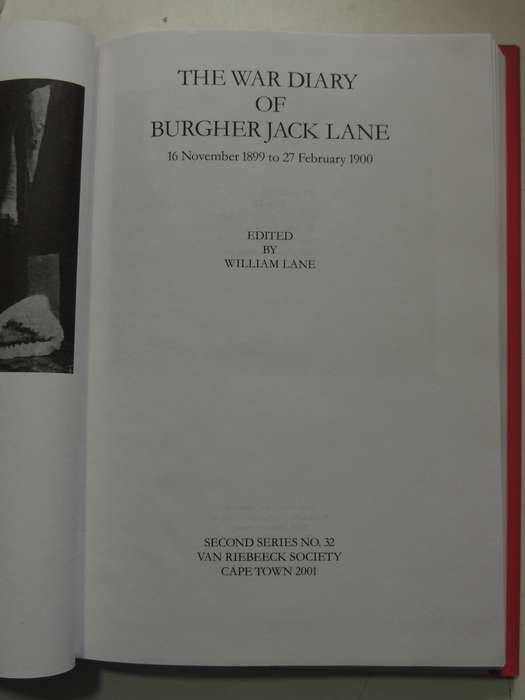 THE WAR DIARY
OF
BURGHER JACK LANE
16 November 1899 to 27 February 1900
EDITED
BY
WILLIAM LANE
SECOND SERIES NO. 32
VAN RIEBEECK SOCIETY
CAPE TOWN 2001